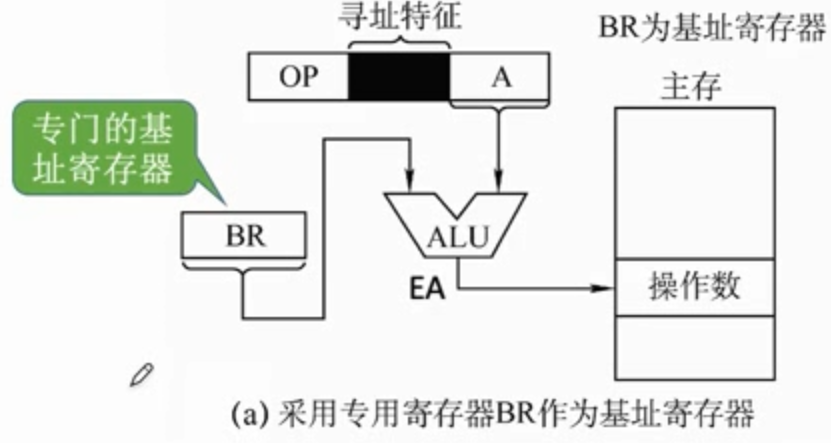 寻址特征
BR为基址寄存器
OP
A
主存
专门的基
址寄存器
BR
ALU
EA
操作数
(a) 采用专用寄存器BR作为基址寄存器